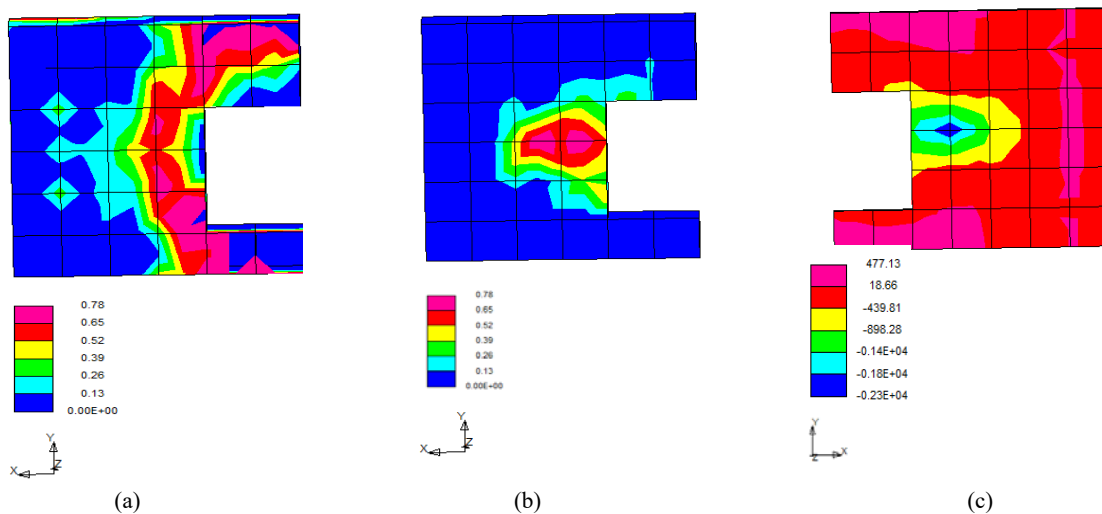 0.78
0.65
0.52
0.39
0.26
0.13
0.00E+00
Y
X
Z
(a)
0.78
0.65
0.52
0.39
0.26
0.13
0.00E+00
Y
X
Z
(b)
477.13
18.66
-439.81
-898.28
-0.14E+04
-0.18E+04
-0.23E+04
Y
Z
X
(c)